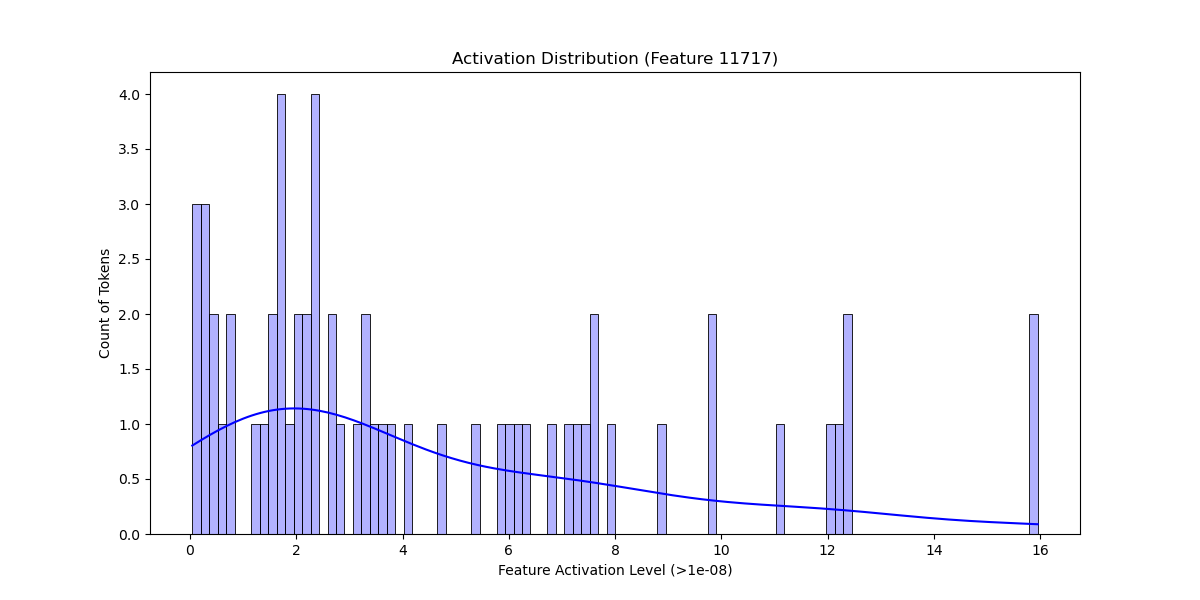 Activation Distribution (Feature 11717)
4.0
3.5
3.0
2.5
2.0
1.5
1.0
0.5
0.0
Count of Tokens
0 2 4 6 8 10 12 14 16
Feature Activation Level (>1e-08)